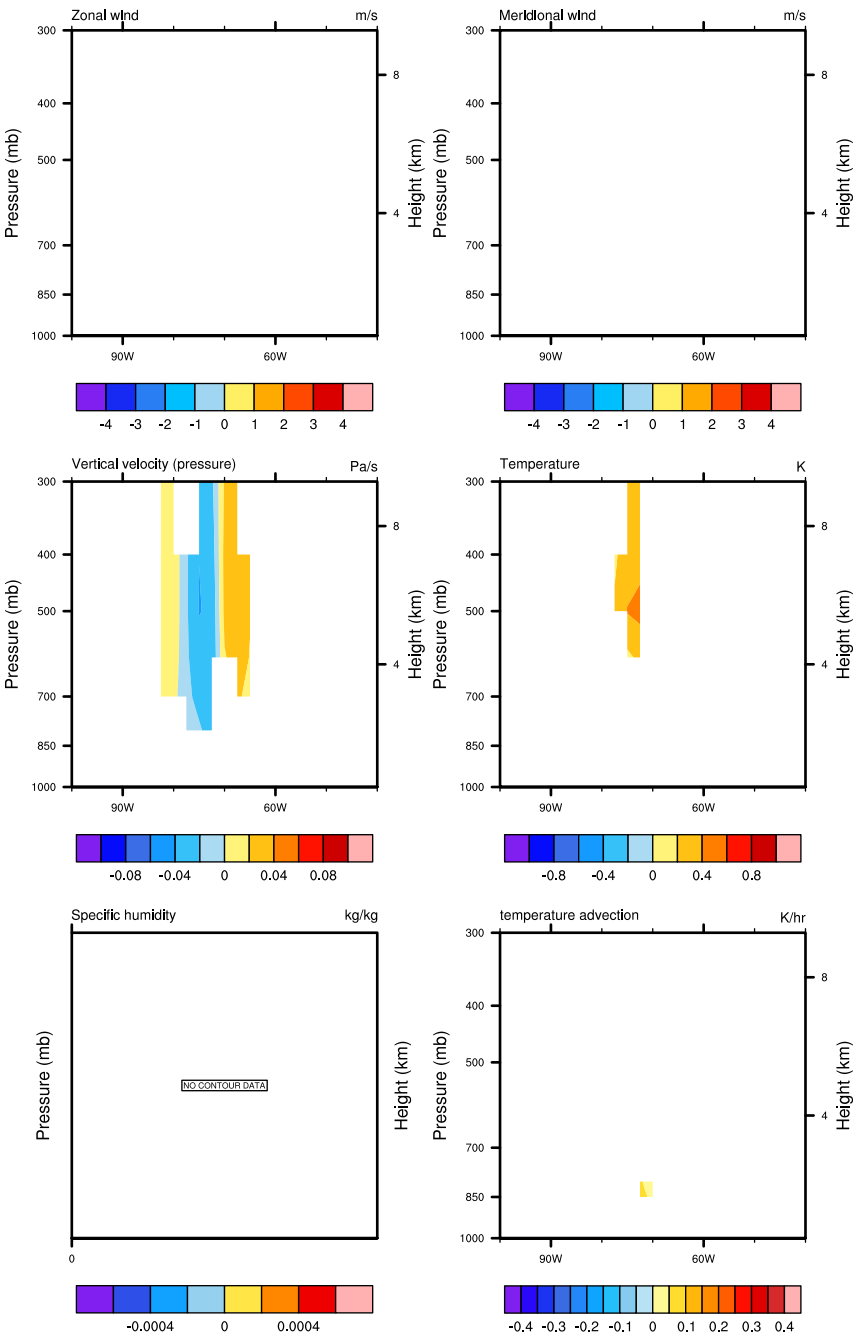 Zonal wind m/s
300
400
500
700
850
1000
8
4
Pressure (mb)
Height (km)
90W 60W
-4 -3 -2 -1 0 1 2 3 4
Meridional wind m/s
300
400
500
700
850
1000
8
4
Pressure (mb)
Height (km)
90W 60W
-4 -3 -2 -1 0 1 2 3 4
Vertical velocity (pressure) Pa/s
300
400
500
700
850
1000
8
4
Pressure (mb)
Height (km)
90W 60W
-0.08 -0.04 0 0.04 0.08
Temperature K
300
400
500
700
850
1000
8
4
Pressure (mb)
Height (km)
90W 60W
-0.8 -0.4 0 0.4 0.8
Specific humidity kg/kg
Pressure (mb)
NO CONTOUR DATA
Height (km)
0
-0.0004 0 0.0004
temperature advection K/hr
300
400
500
700
850
1000
8
4
Pressure (mb)
Height (km)
90W 60W
-0.4 -0.3 -0.2 -0.1 0 0.1 0.2 0.3 0.4